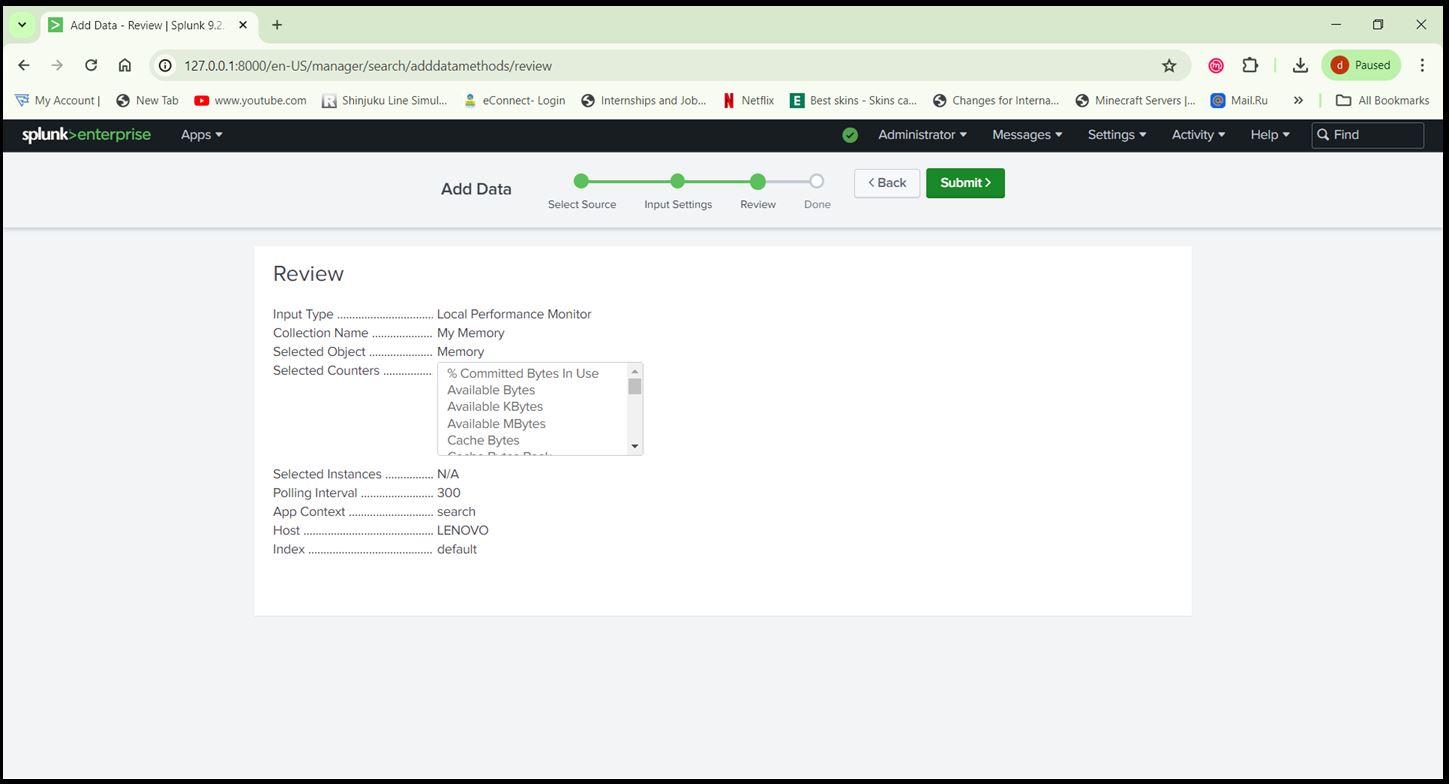 Add Data - Review | Splunk 9.2.
127.0.0.1:8000/en-US/manager/search/adddatamethods/review
d Paused
My Account | New Tab www.youtube.com Shinjuku Line Simul... eConnect- Login Internships and Job... Netflix Best skins - Skins ca... Changes for Interna... Minecraft Servers |... Mail.Ru » All Bookmarks
splunk>enterprise Apps Administrator Messages Settings Activity Help Find
Add Data
Select Source Input Settings Review Done
< Back Submit >
Review
Input Type ................................ Local Performance Monitor
Collection Name .................... My Memory
Selected Object ..................... Memory
Selected Counters ................
% Committed Bytes In Use
Available Bytes
Available KBytes
Available MBytes
Cache Bytes
Cache Bytes Peak
Selected Instances ................ N/A
Polling Interval ........................ 300
App Context ............................ search
Host ........................................... LENOVO
Index ......................................... default